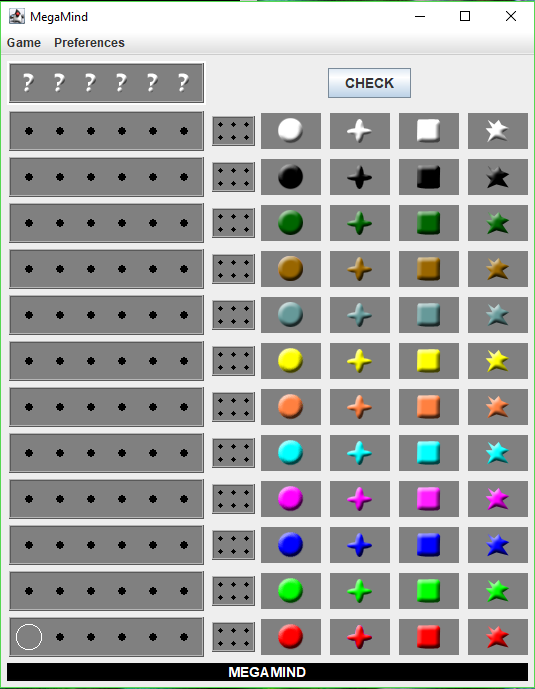 MegaMind
Game Preferences
? ? ? ? ? ?
CHECK
MEGAMIND